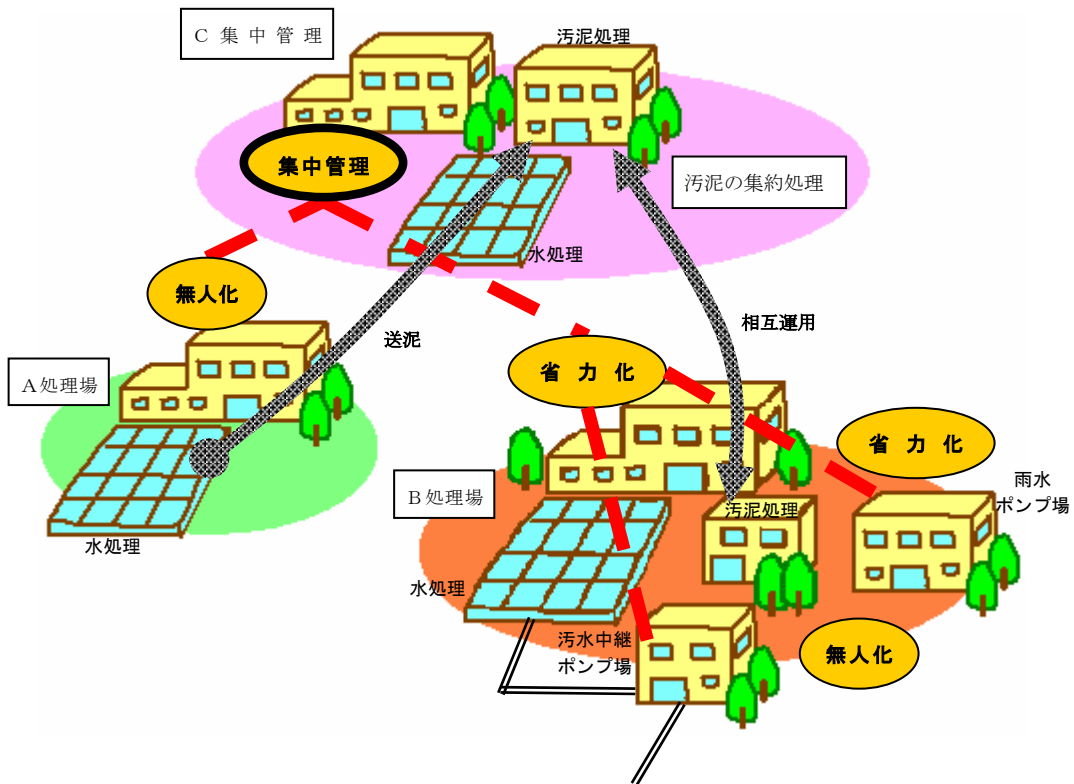 C 集 中 管 理
汚泥処理
集中管理
汚泥の集約処理
水処理
無人化
送泥
相互運用
A処理場
省 力 化
省 力 化
雨水
ポンプ場
B処理場
汚泥処理
水処理
水処理
汚水中継
ポンプ場
無人化